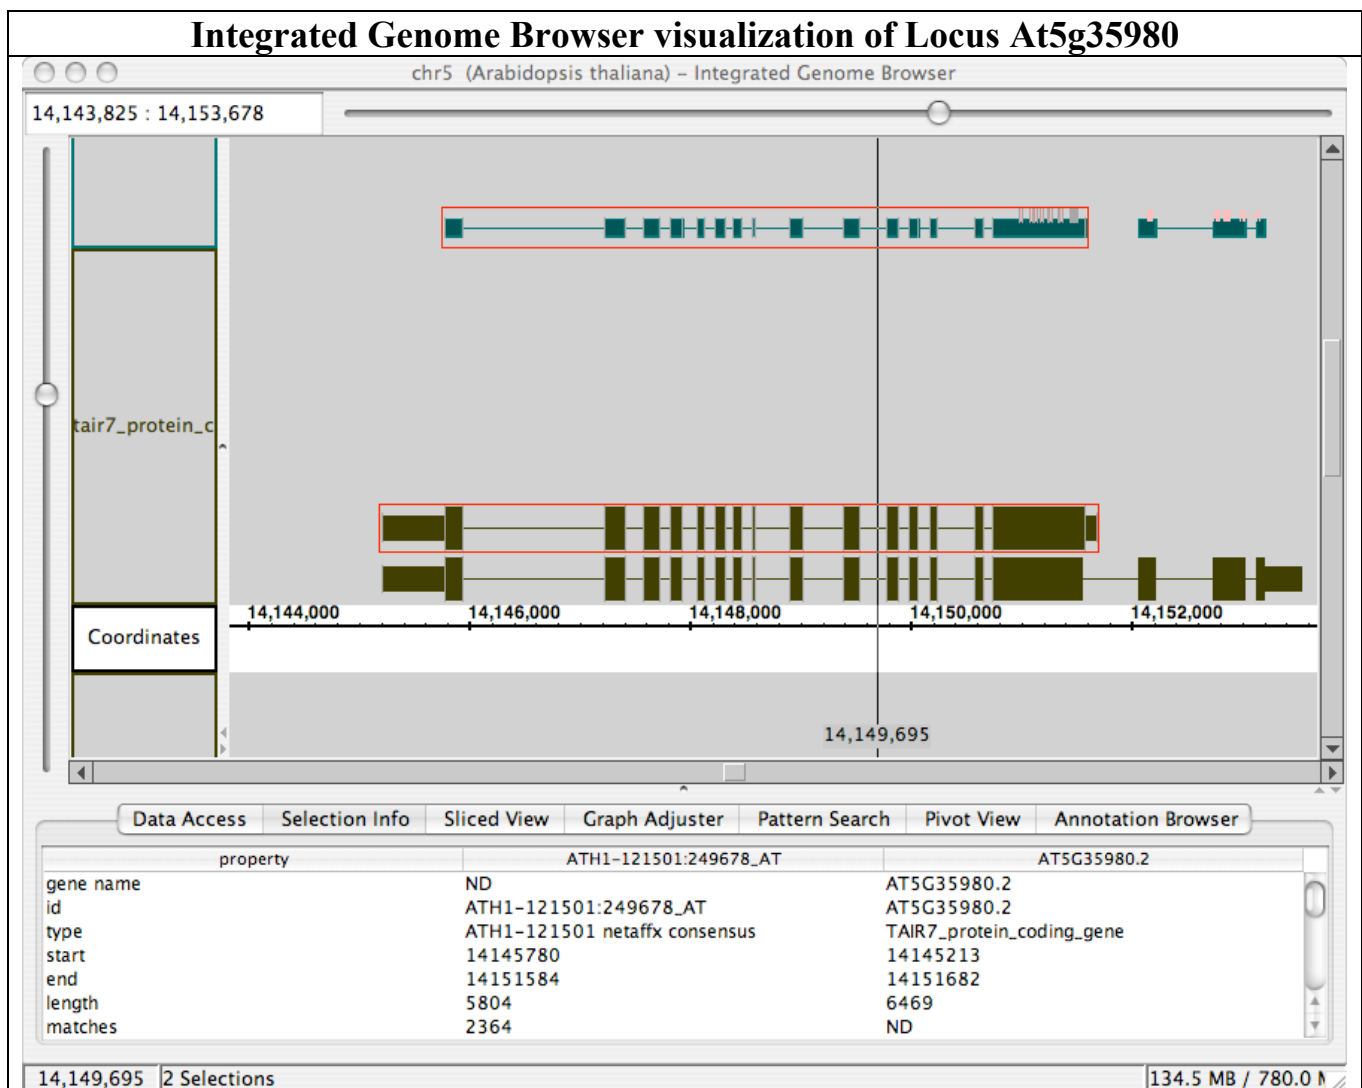 Integrated Genome Browser visualization of Locus At5g35980
chr5 (Arabidopsis thaliana) – Integrated Genome Browser
14,143,825 : 14,153,678
tair7_protein_c
14,144,000 14,146,000 14,148,000 14,150,000 14,152,000
Coordinates
14,149,695
Data Access Selection Info Sliced View Graph Adjuster Pattern Search Pivot View Annotation Browser
property ATH1-121501:249678_AT AT5G35980.2
gene name ND AT5G35980.2
id ATH1-121501:249678_AT AT5G35980.2
type ATH1-121501 netaffx consensus TAIR7_protein_coding_gene
start 14145780 14145213
end 14151584 14151682
length 5804 6469
matches 2364 ND
14,149,695 2 Selections 134.5 MB / 780.0